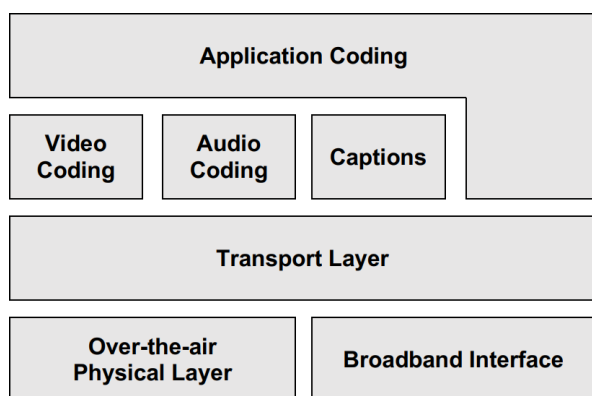 Application Coding
Video
Coding
Audio
Coding
Captions
Transport Layer
Over-the-air
Physical Layer
Broadband Interface